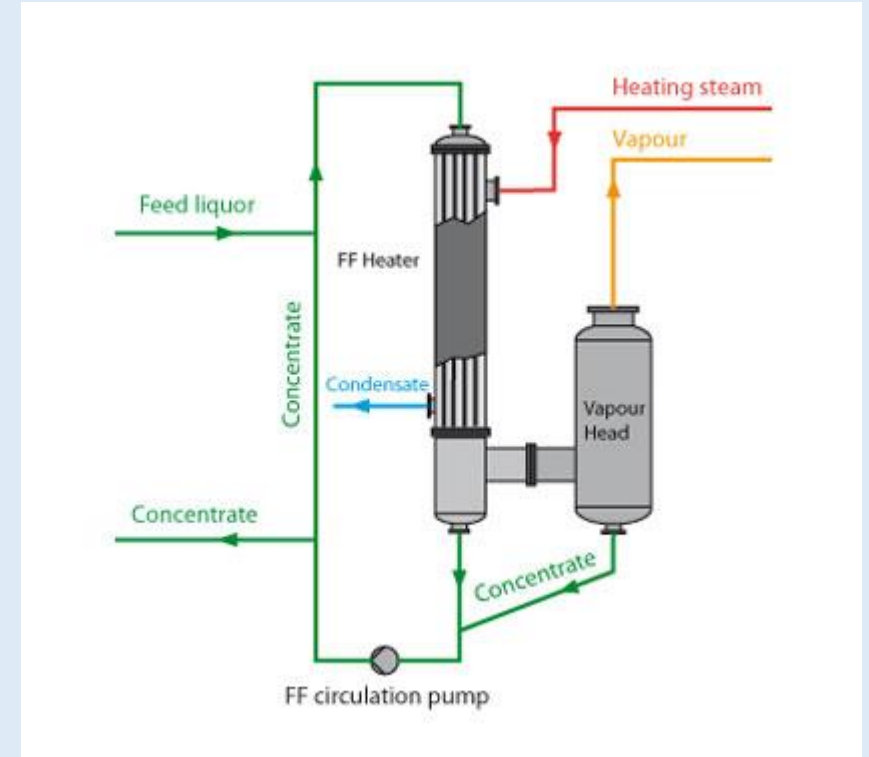 Heating steam
Vapour
Feed liquor
FF Heater
Concentrate
Condensate
Vapour
Head
Concentrate
Concentrate
FF circulation pump